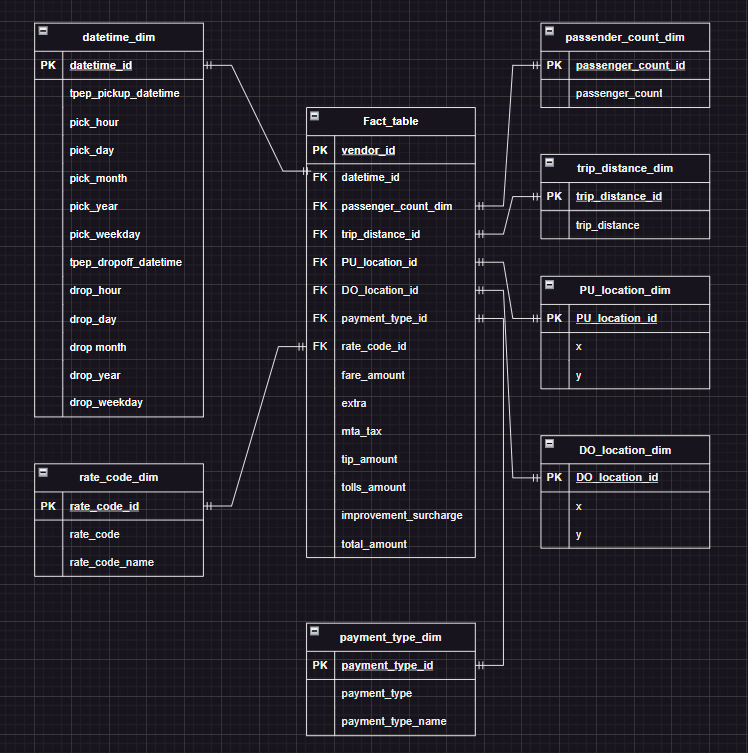 datetime_dim
PK datetime_id
tpep_pickup_datetime
pick_hour
pick_day
pick_month
pick_year
pick_weekday
tpep_dropoff_datetime
drop_hour
drop_day
drop month
drop_year
drop_weekday
rate_code_dim
PK rate_code_id
rate_code
rate_code_name
Fact_table
PK vendor_id
FK datetime_id
FK passenger_count_dim
FK trip_distance_id
FK PU_location_id
FK DO_location_id
FK payment_type_id
FK rate_code_id
fare_amount
extra
mta_tax
tip_amount
tolls_amount
improvement_surcharge
total_amount
payment_type_dim
PK payment_type_id
payment_type
payment_type_name
passender_count_dim
PK passenger_count_id
passenger_count
trip_distance_dim
PK trip_distance_id
trip_distance
PU_location_dim
PK PU_location_id
x
y
DO_location_dim
PK DO_location_id
x
y